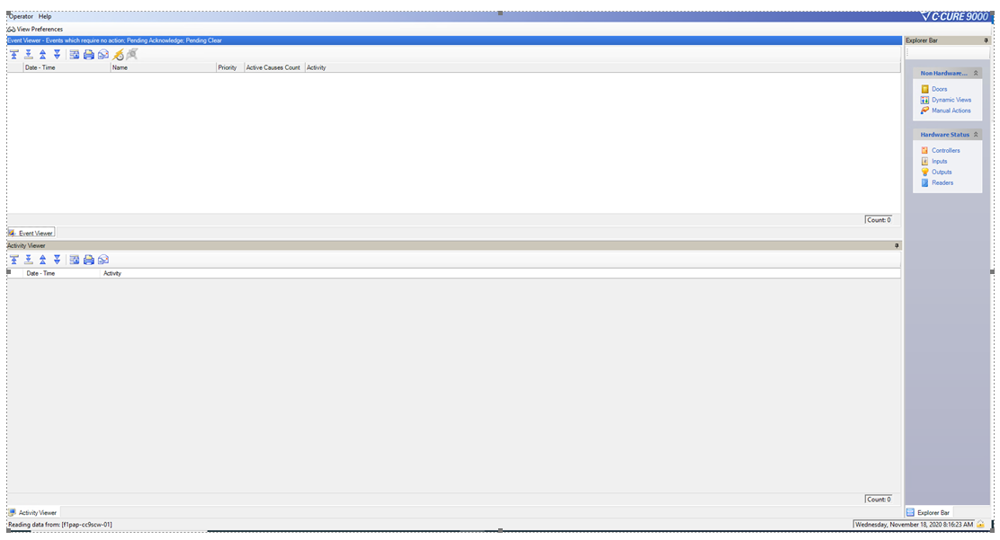 Operator Help
C•CURE 9000
View Preferences
Event Viewer - Events which require no action; Pending Acknowledge; Pending Clear
Date - Time Name Priority Active Causes Count Activity
Count: 0
Event Viewer
Activity Viewer
Date - Time Activity
Count: 0
Activity Viewer
Reading data from: [f1pap-cc9scw-01]
Explorer Bar
Non Hardware...
Doors
Dynamic Views
Manual Actions
Hardware Status
Controllers
Inputs
Outputs
Readers
Explorer Bar
Wednesday, November 18, 2020 8:16:23 AM